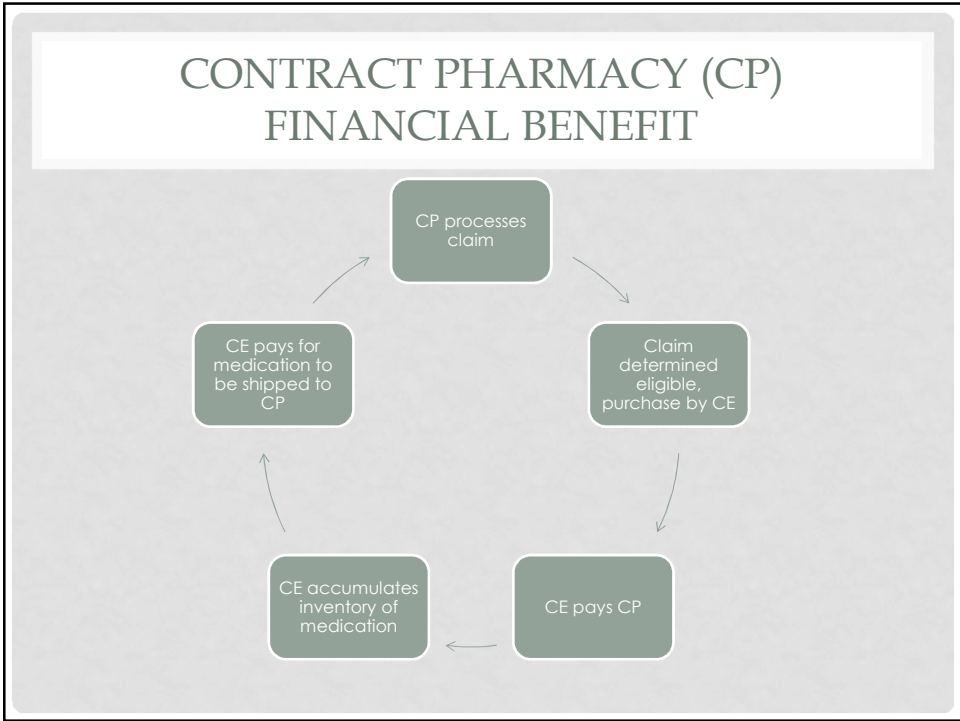 CONTRACT PHARMACY (CP)
FINANCIAL BENEFIT
CP processes
claim
Claim
determined
eligible,
purchase by CE
CE pays CP
CE accumulates
inventory of
medication
CE pays for
medication to
be shipped to
CP